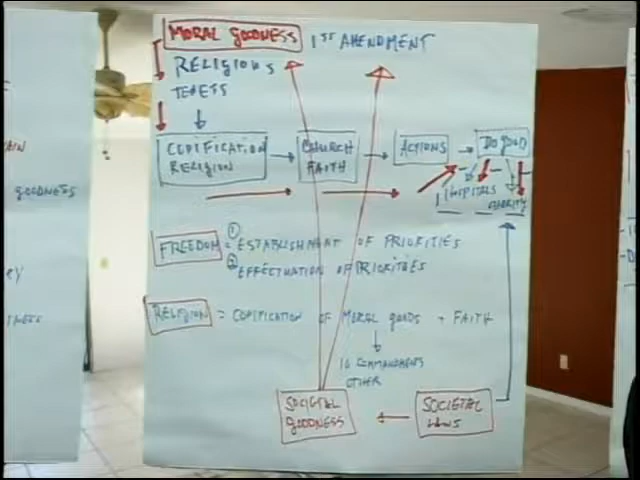 MORAL GOODNESS 1ST AMENDMENT
RELIGIOUS
TENETS
CODIFICATION
RELIGION
CHURCH
FAITH
ACTIONS
DO GOOD
HOSPITALS
CHARITY
FREEDOM = ① ESTABLISHMENT OF PRIORITIES
② EFFECTUATION OF PRIORITIES
RELIGION = CODIFICATION OF MORAL GOODS + FAITH
10 COMMANDMENTS
OTHER
SOCIETAL
GOODNESS
SOCIETAL
LAWS
GOODNESS